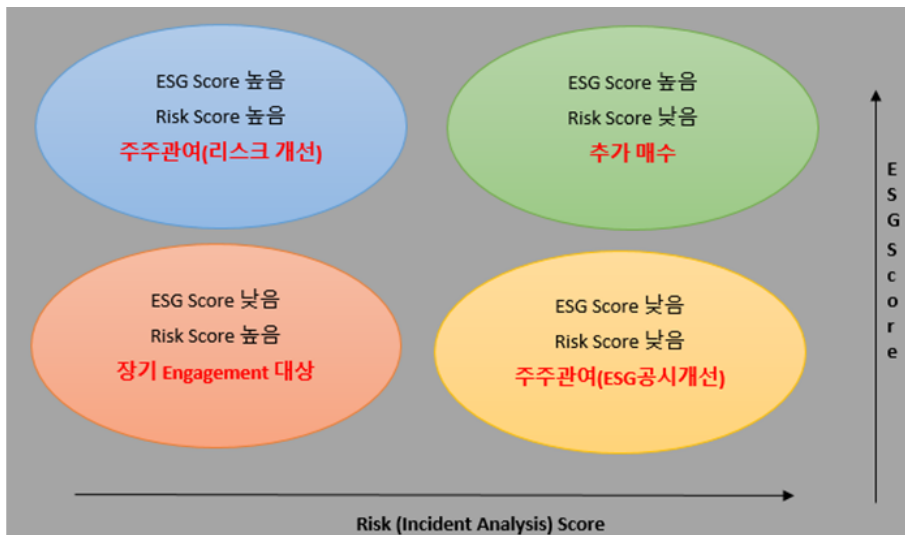 ESG Score 높음
Risk Score 높음
주주관여(리스크 개선)
ESG Score 높음
Risk Score 낮음
추가 매수
ESG Score 낮음
Risk Score 높음
장기 Engagement 대상
ESG Score 낮음
Risk Score 낮음
주주관여(ESG공시개선)
ESG Score
Risk (Incident Analysis) Score